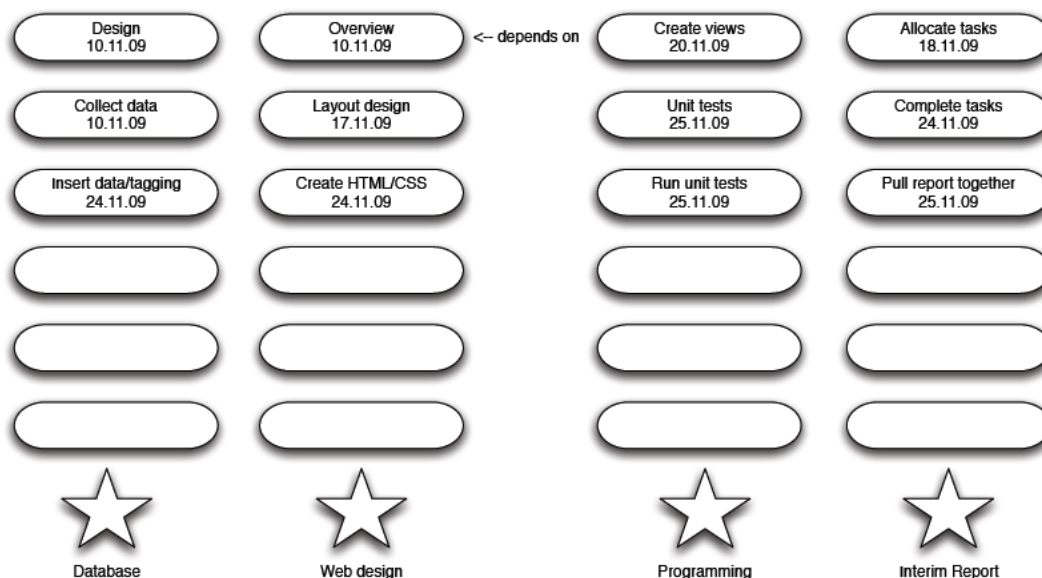 Design
10.11.09
Overview
10.11.09
<-- depends on
Create views
20.11.09
Allocate tasks
18.11.09
Collect data
10.11.09
Layout design
17.11.09
Unit tests
25.11.09
Complete tasks
24.11.09
Insert data/tagging
24.11.09
Create HTML/CSS
24.11.09
Run unit tests
25.11.09
Pull report together
25.11.09
Database
Web design
Programming
Interim Report